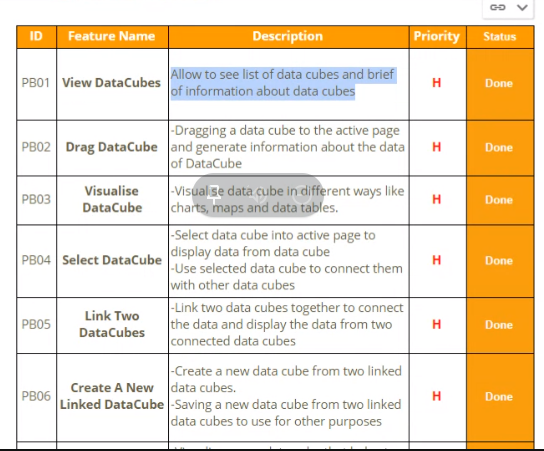 ID Feature Name Description Priority Status
PB01 View DataCubes Allow to see list of data cubes and brief of information about data cubes H Done
PB02 Drag DataCube -Dragging a data cube to the active page and generate information about the data of DataCube H Done
PB03 Visualise DataCube -Visualise data cube in different ways like charts, maps and data tables. H Done
PB04 Select DataCube -Select data cube into active page to display data from data cube
-Use selected data cube to connect them with other data cubes H Done
PB05 Link Two DataCubes -Link two data cubes together to connect the data and display the data from two connected data cubes H Done
PB06 Create A New Linked DataCube -Create a new data cube from two linked data cubes.
-Saving a new data cube from two linked data cubes to use for other purposes H Done